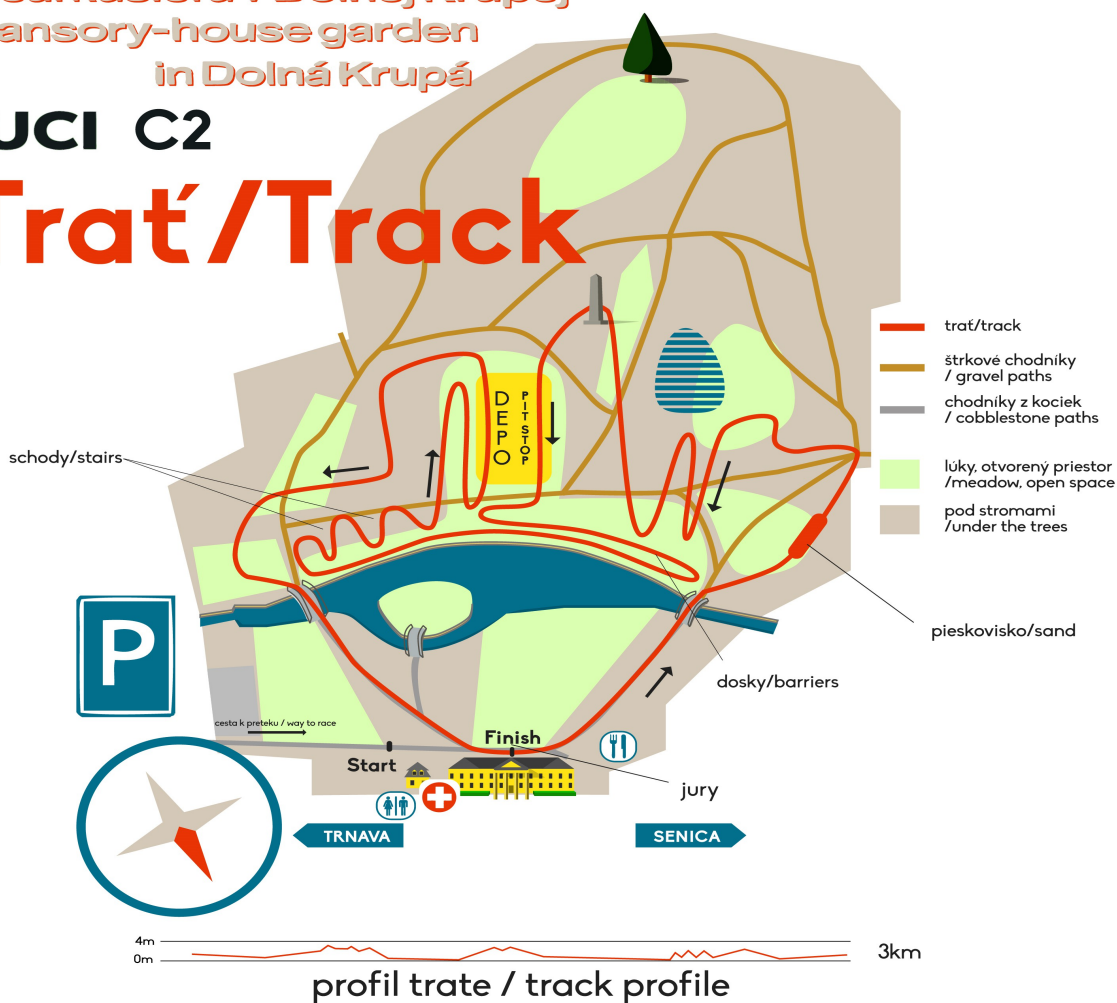 ansory-house garden
in Dolná Krupá
UCI C2
Trať/Track
trať/track
štrkové chodníky
/ gravel paths
chodníky z kociek
/ cobblestone paths
lúky, otvorený priestor
/meadow, open space
pod stromami
/under the trees
DEPO
PIT STOP
schody/stairs
pieskovisko/sand
dosky/barriers
P
cesta k preteku / way to race
Start
Finish
jury
TRNAVA
SENICA
4m
0m
3km
profil trate / track profile